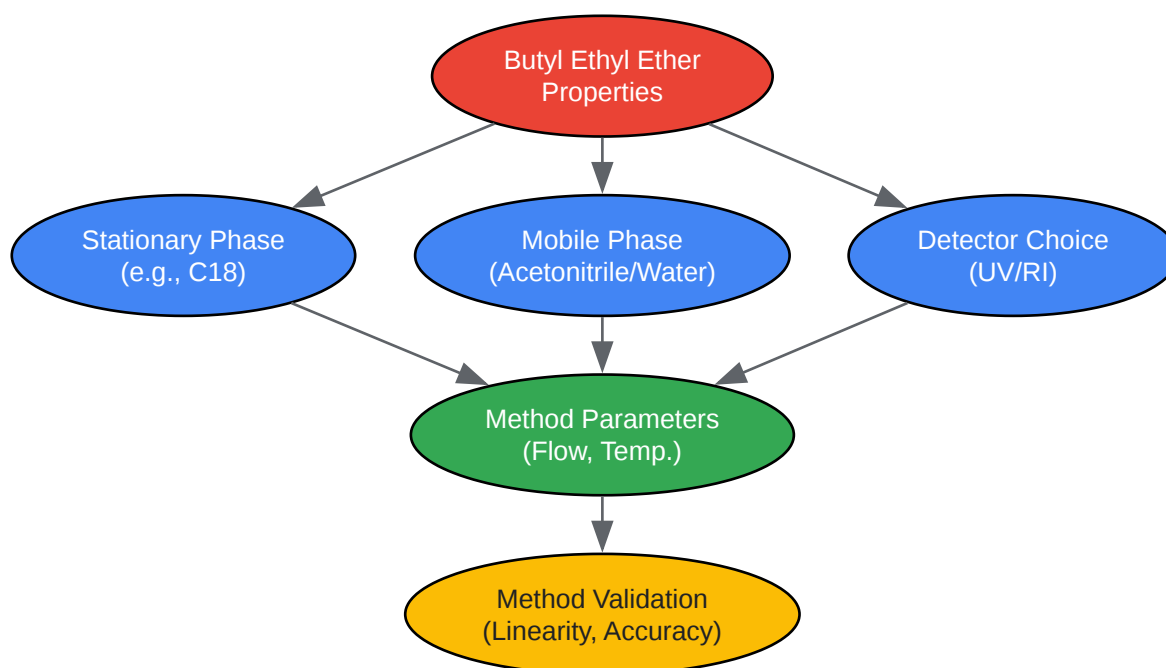 Butyl Ethyl Ether
Properties
Stationary Phase
(e.g., C18)
Mobile Phase
(Acetonitrile/Water)
Detector Choice
(UV/RI)
Method Parameters
(Flow, Temp.)
Method Validation
(Linearity, Accuracy)